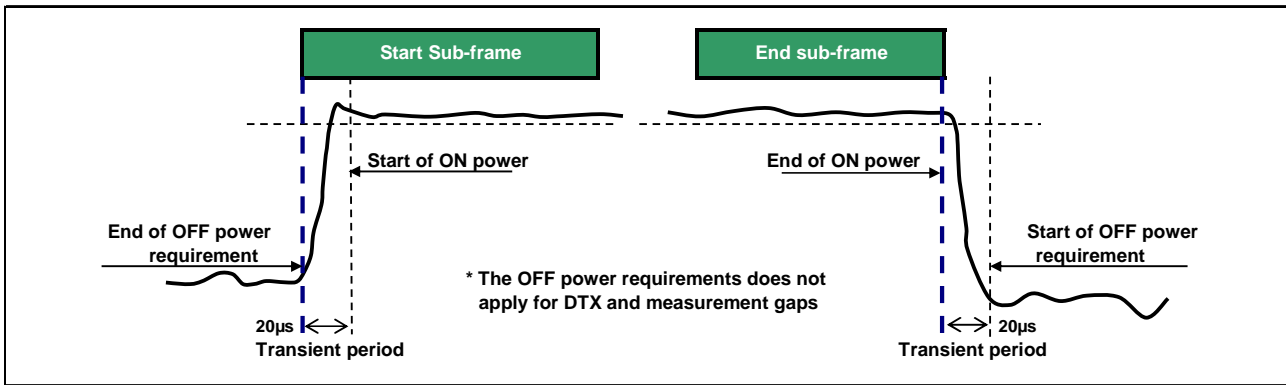 Start Sub-frame
End sub-frame
Start of ON power
End of ON power
End of OFF power
requirement
Start of OFF power
requirement
* The OFF power requirements does not
apply for DTX and measurement gaps
20µs
Transient period
20µs
Transient period